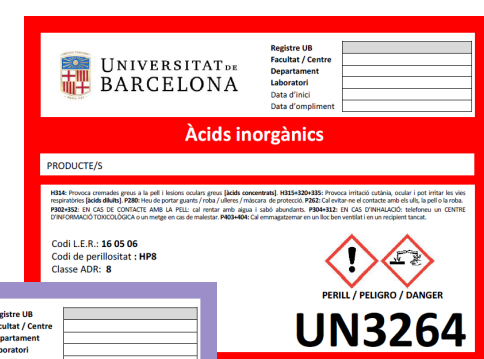 UNIVERSITAT DE
BARCELONA
Registre UB
Facultat / Centre
Departament
Laboratori
Data d'inici
Data d'ompliment
Àcids inorgànics
PRODUCTE/S
H314: Provoca cremades greus a la pell i lesions oculars greus [àcids concentrats]. H315+320+335: Provoca irritació cutània, ocular i pot irritar les vies
respiratòries [àcids diluïts]. P280: Heu de portar guants / roba / ulleres / màscara de protecció. P262: Cal evitar-ne el contacte amb els ulls, la pell o la roba.
P302+352: EN CAS DE CONTACTE AMB LA PELL: cal rentar amb aigua i sabó abundants. P304+312: EN CAS D'INHALACIÓ: telefoneu un CENTRE
D'INFORMACIÓ TOXICOLÒGICA o un metge en cas de malestar. P403+404: Cal emmagatzemar en un lloc ben ventilat i en un recipient tancat.
Codi L.E.R.: 16 05 06
Codi de perillositat : HP8
Classe ADR: 8
PERILL / PELIGRO / DANGER
UN3264
gistre UB
cultat / Centre
partament
boratori